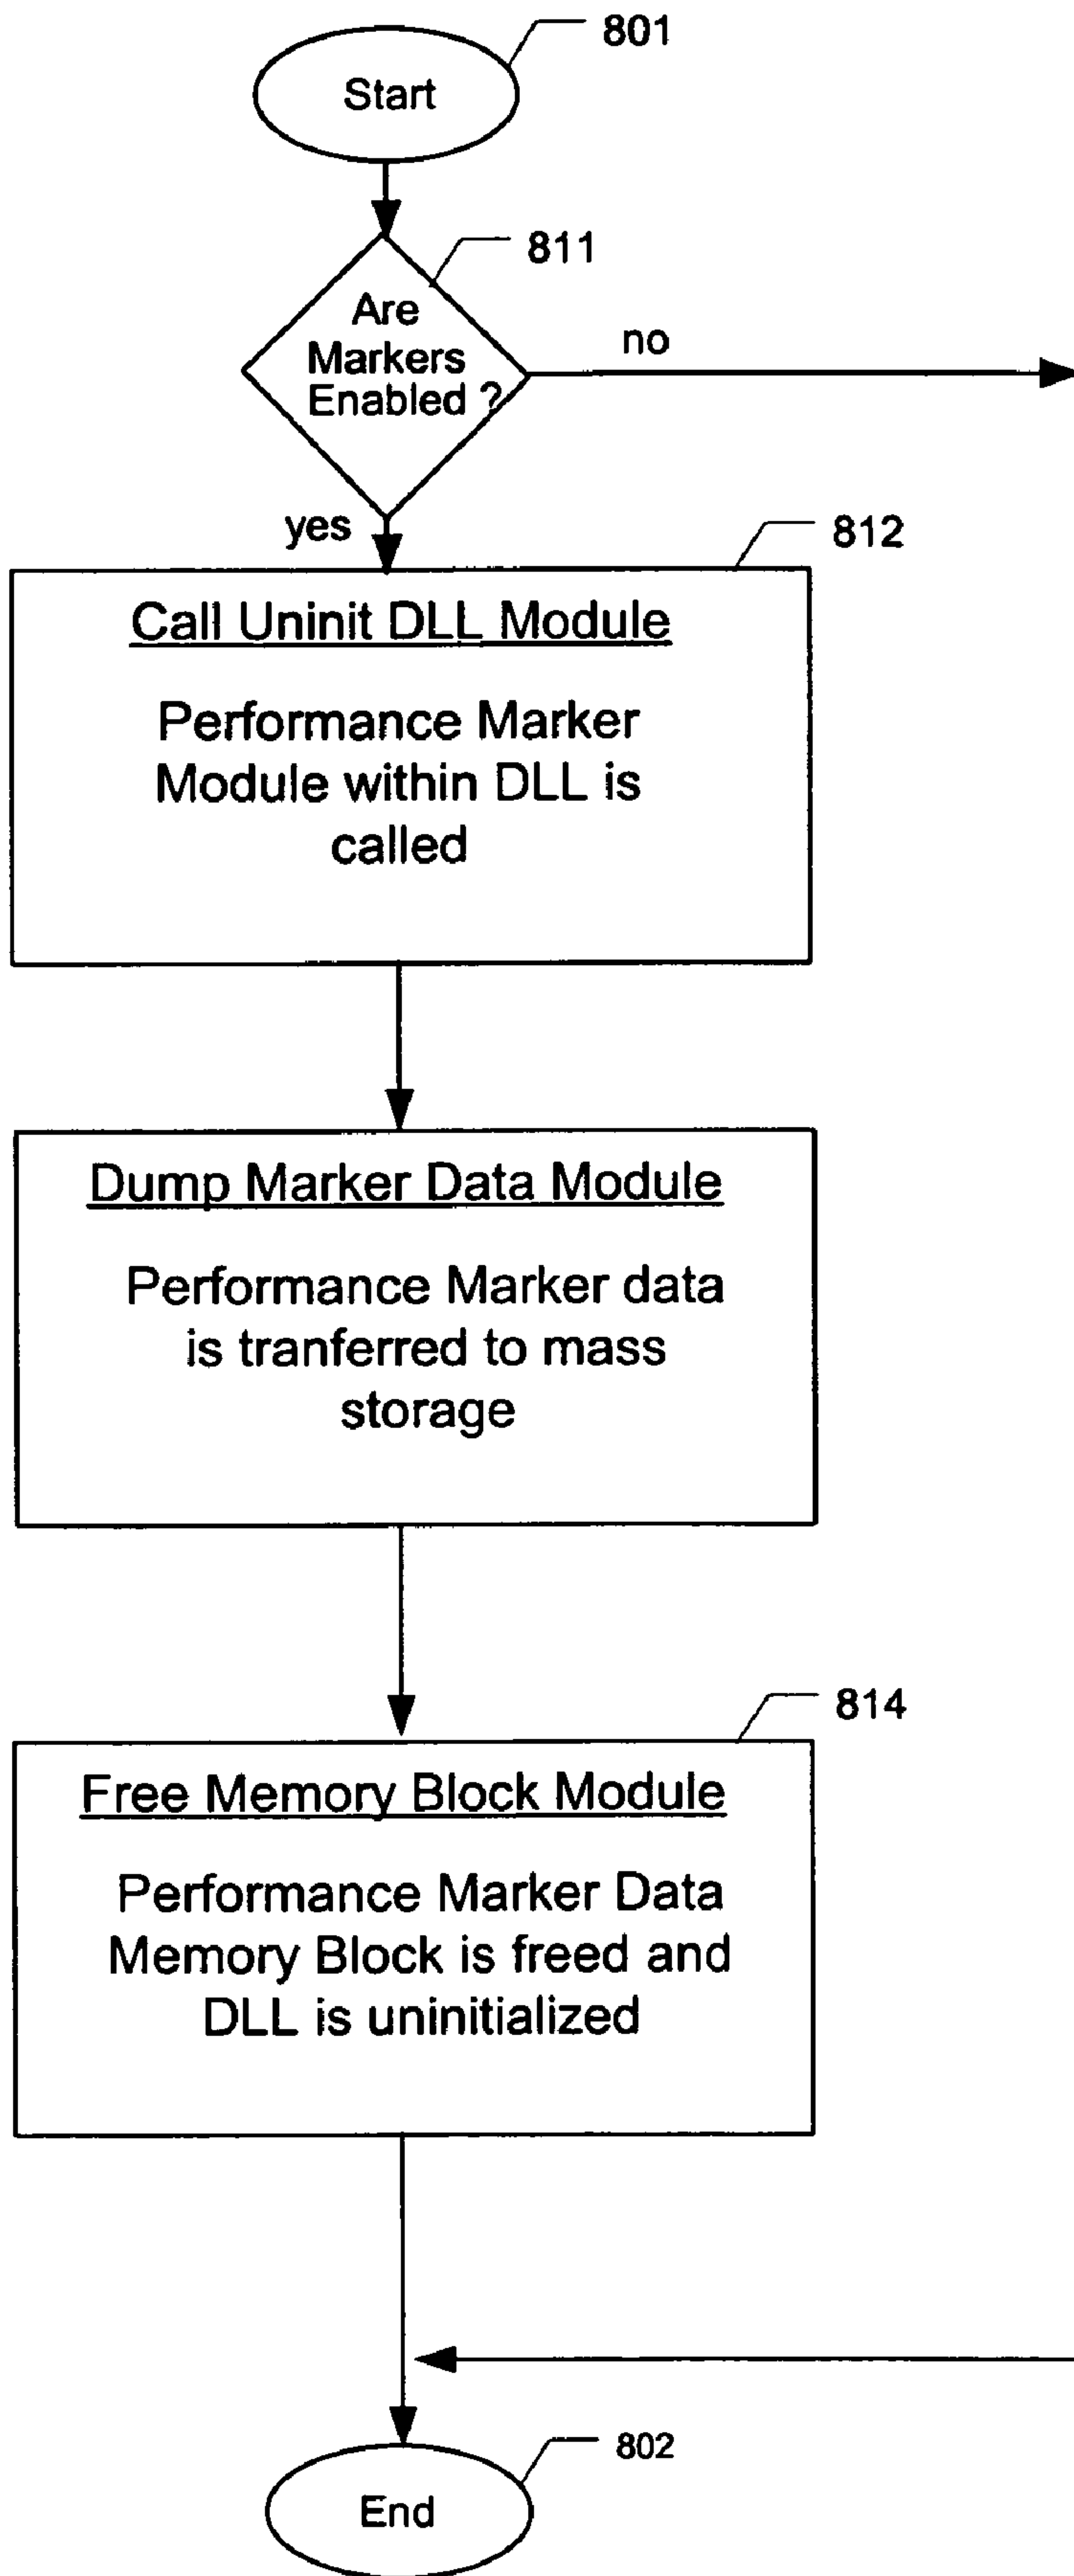 801
Start
811
Are
Markers
Enabled ?
no
yes
812
Call Uninit DLL Module
Performance Marker
Module within DLL is
called
Dump Marker Data Module
Performance Marker data
is tranferred to mass
storage
814
Free Memory Block Module
Performance Marker Data
Memory Block is freed and
DLL is uninitialized
802
End